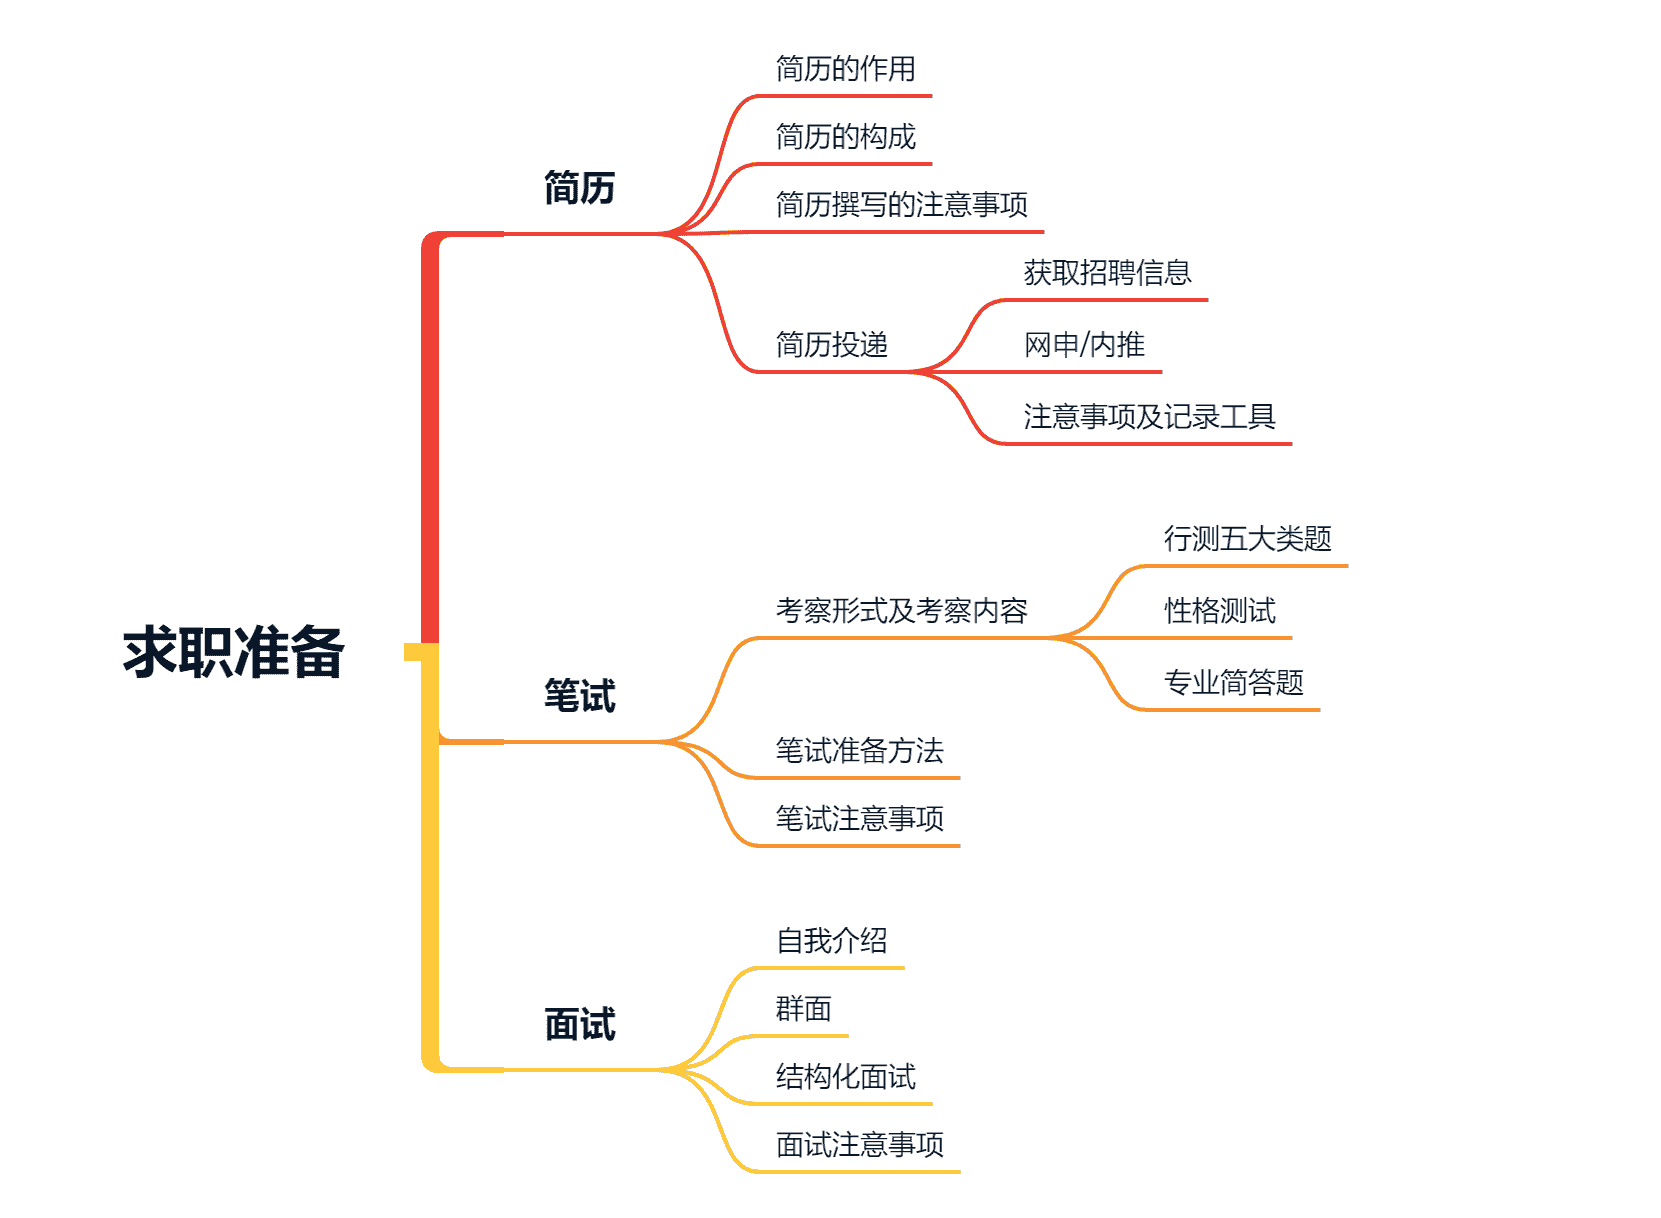 求职准备
简历
简历的作用
简历的构成
简历撰写的注意事项
简历投递
获取招聘信息
网申/内推
注意事项及记录工具
笔试
考察形式及考察内容
行测五大类题
性格测试
专业简答题
笔试准备方法
笔试注意事项
面试
自我介绍
群面
结构化面试
面试注意事项